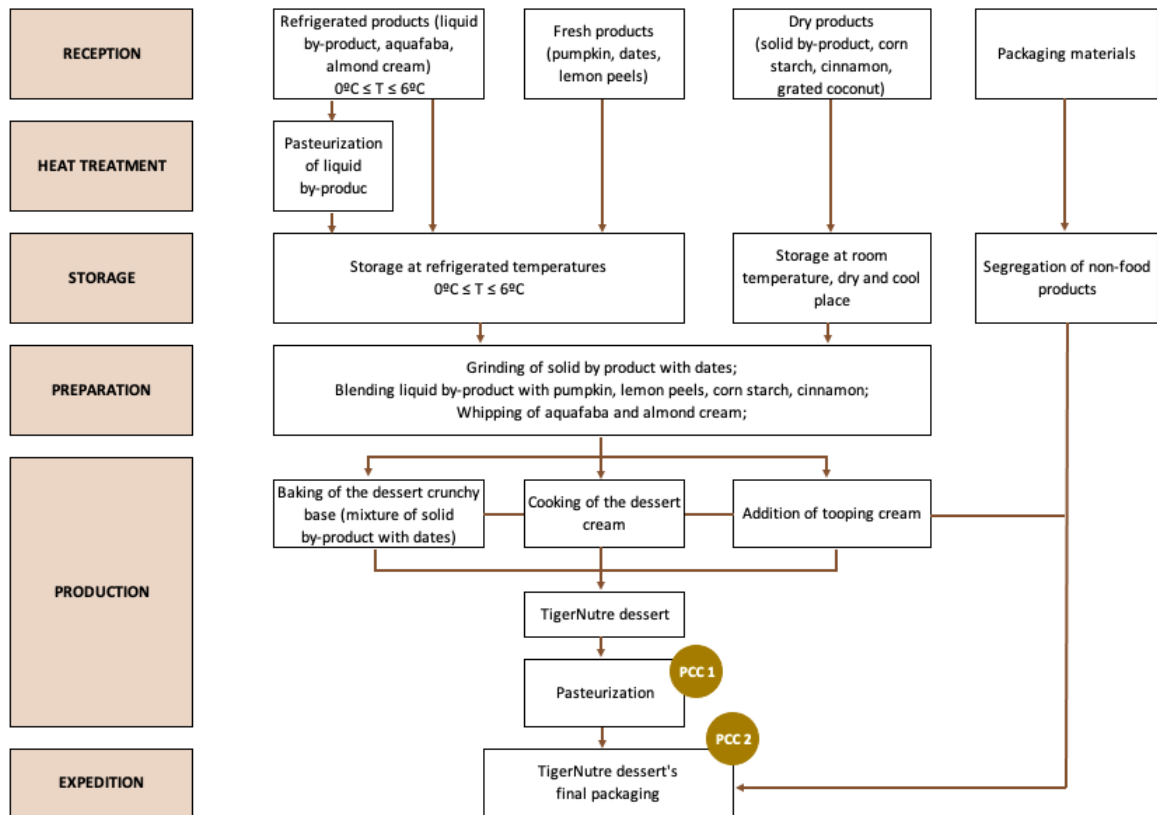 RECEPTION
Refrigerated products (liquid
by-product, aquafaba,
almond cream)
0ºC ≤ T ≤ 6ºC
Fresh products
(pumpkin, dates,
lemon peels)
Dry products
(solid by-product, corn
starch, cinnamon,
grated coconut)
Packaging materials
HEAT TREATMENT
Pasteurization
of liquid
by-produc
STORAGE
Storage at refrigerated temperatures
0ºC ≤ T ≤ 6ºC
Storage at room
temperature, dry and cool
place
Segregation of non-food
products
PREPARATION
Grinding of solid by product with dates;
Blending liquid by-product with pumpkin, lemon peels, corn starch, cinnamon;
Whipping of aquafaba and almond cream;
PRODUCTION
Baking of the dessert crunchy
base (mixture of solid
by-product with dates)
Cooking of the dessert
cream
Addition of tooping cream
TigerNutre dessert
Pasteurization
PCC 1
EXPEDITION
TigerNutre dessert's
final packaging
PCC 2